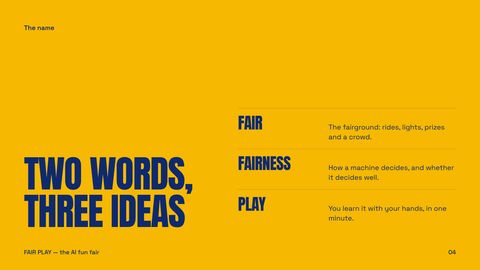 The name
TWO WORDS,
THREE IDEAS
FAIR
The fairground: rides, lights, prizes
and a crowd.
FAIRNESS
How a machine decides, and whether
it decides well.
PLAY
You learn it with your hands, in one
minute.
FAIR PLAY — the AI fun fair
04